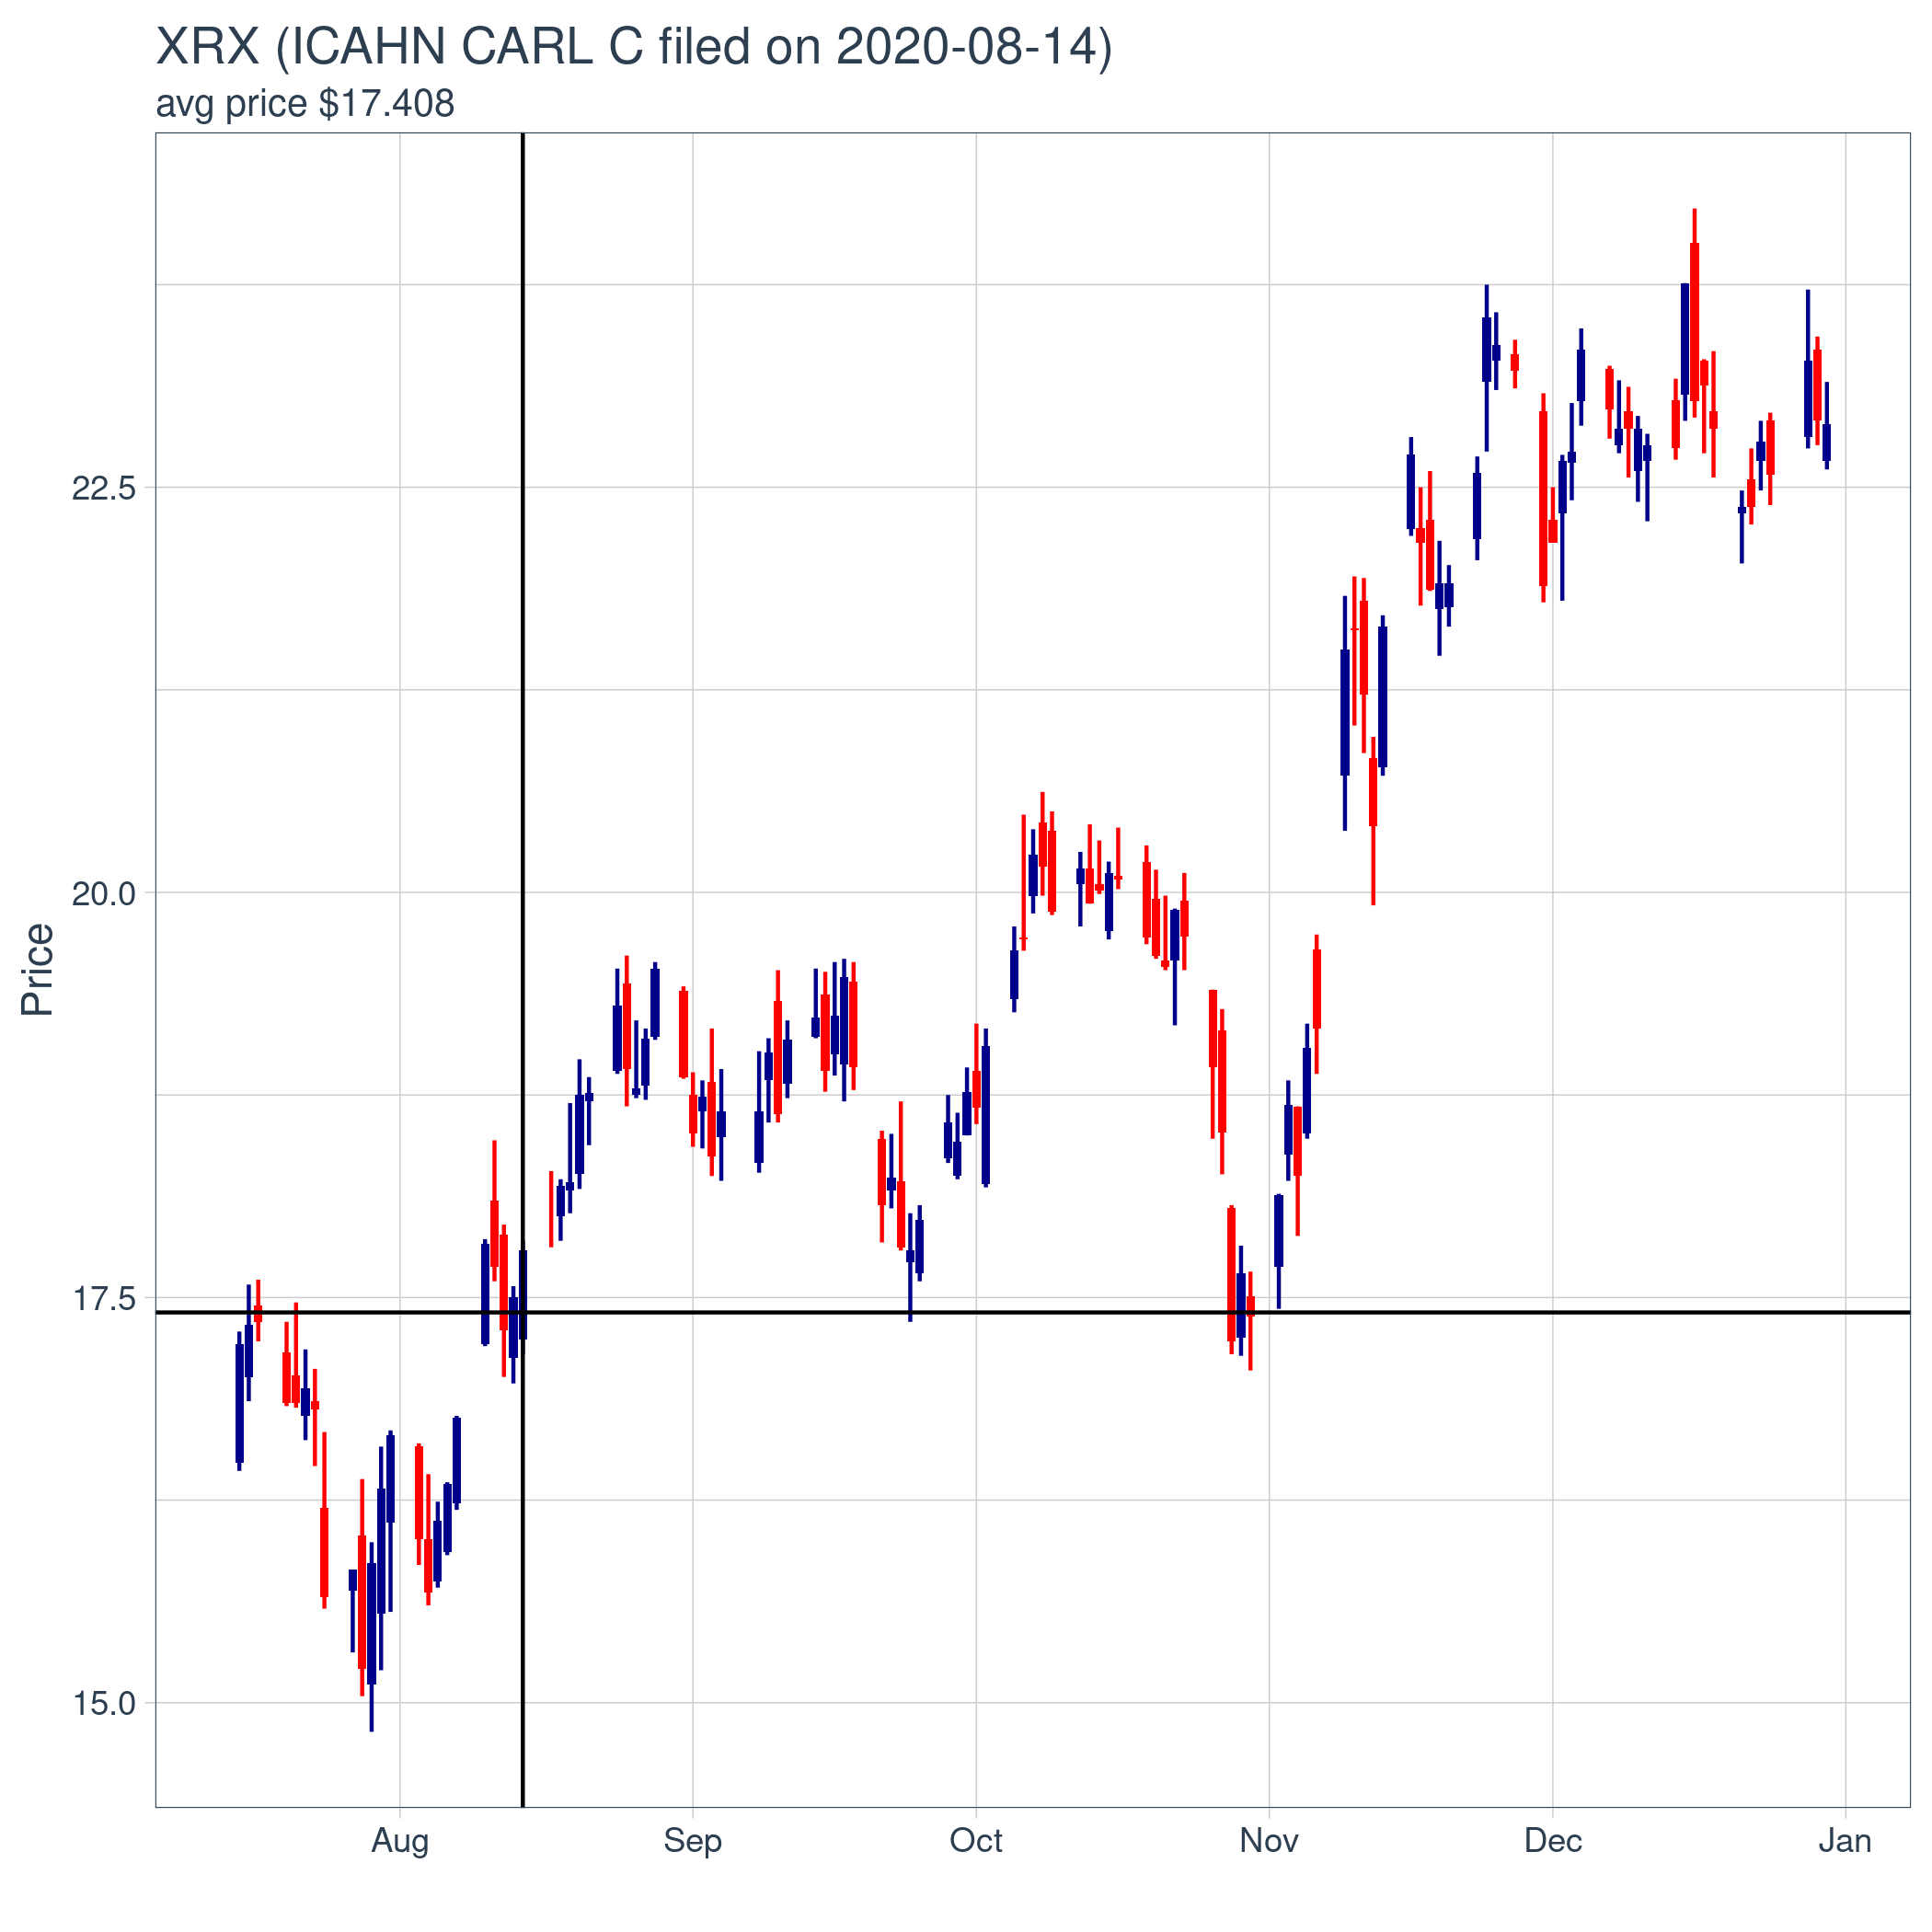 XRX (ICAHN CARL C filed on 2020-08-14)
avg price $17.408
22.5
20.0
17.5
15.0
Price
Aug Sep Oct Nov Dec Jan